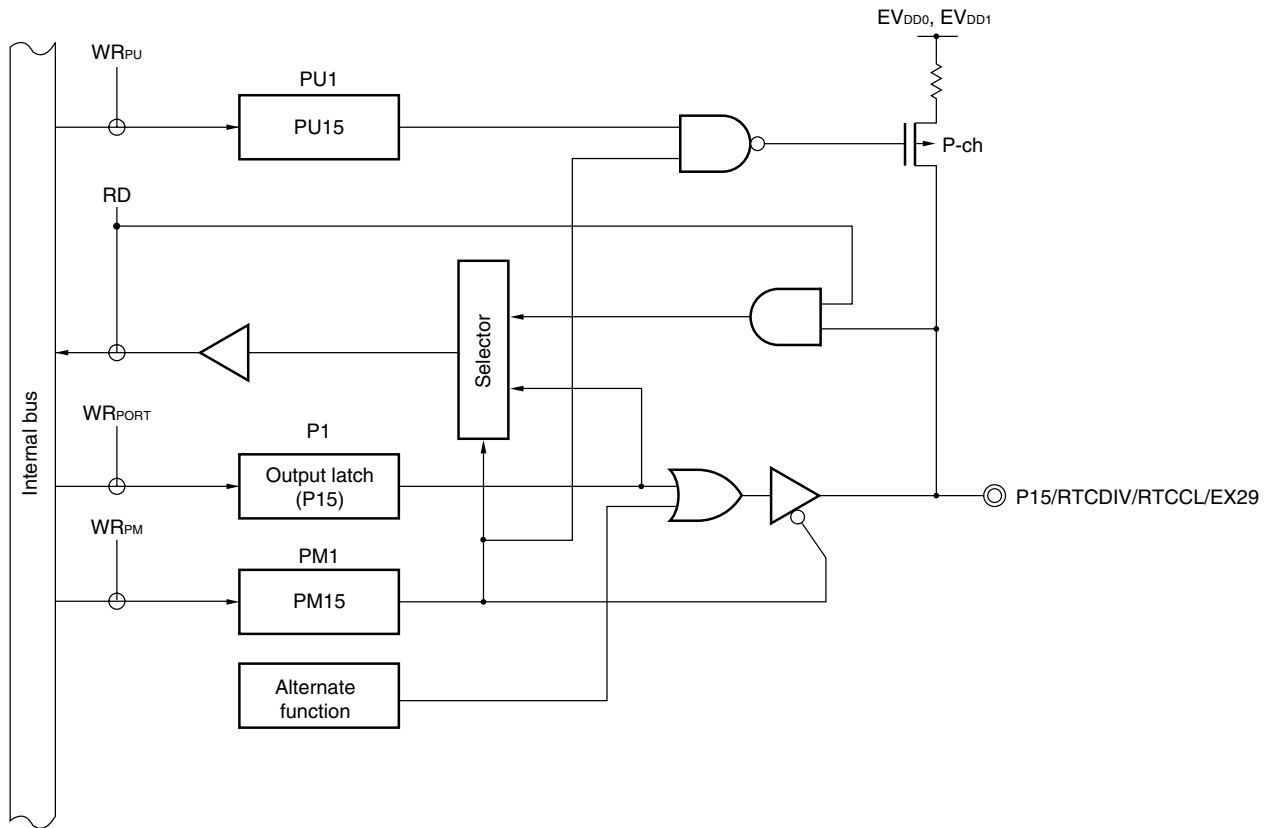 EVDD0, EVDD1
WRPU
PU1
PU15
P-ch
RD
Selector
Internal bus
WRPORT
P1
Output latch
(P15)
P15/RTCDIV/RTCCL/EX29
WRPM
PM1
PM15
Alternate
function